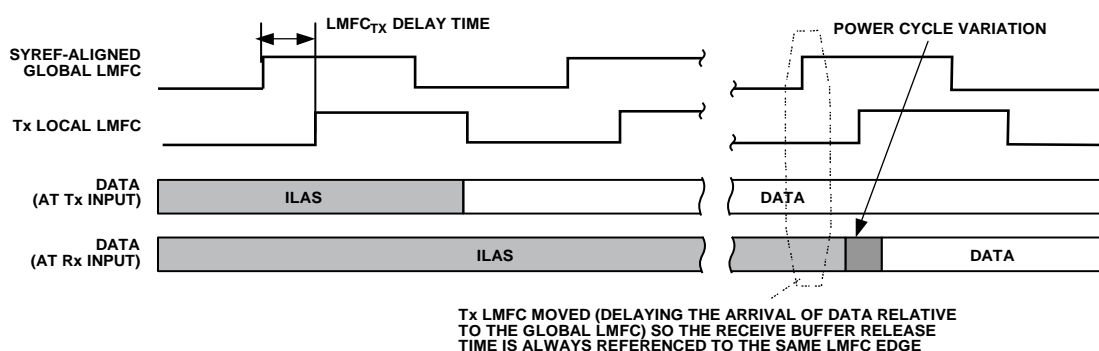 LMFCTX DELAY TIME
POWER CYCLE VARIATION
SYREF-ALIGNED
GLOBAL LMFC
Tx LOCAL LMFC
DATA
(AT Tx INPUT)
ILAS
DATA
DATA
(AT Rx INPUT)
ILAS
DATA
Tx LMFC MOVED (DELAYING THE ARRIVAL OF DATA RELATIVE
TO THE GLOBAL LMFC) SO THE RECEIVE BUFFER RELEASE
TIME IS ALWAYS REFERENCED TO THE SAME LMFC EDGE